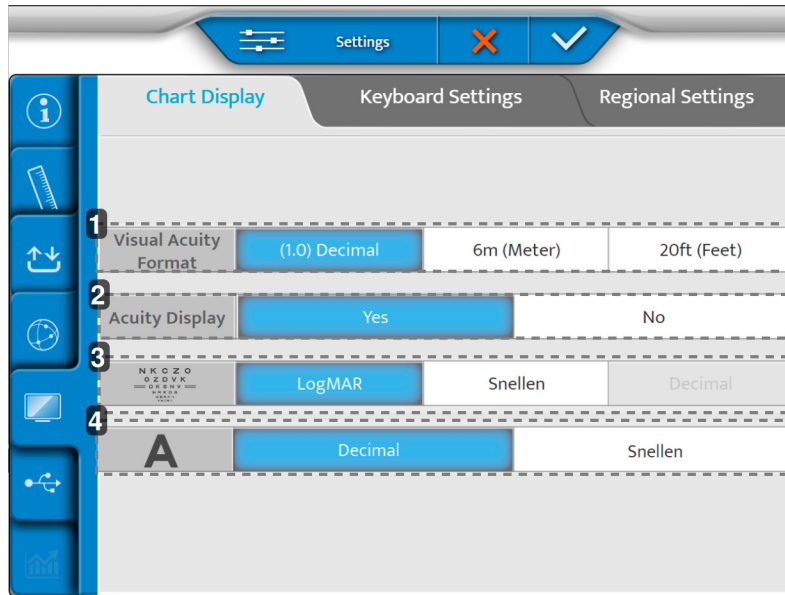 Settings
Chart Display Keyboard Settings Regional Settings
1
Visual Acuity Format (1.0) Decimal 6m (Meter) 20ft (Feet)
2
Acuity Display Yes No
3
N K C Z O
O Z D V K
LogMAR Snellen Decimal
4
A Decimal Snellen